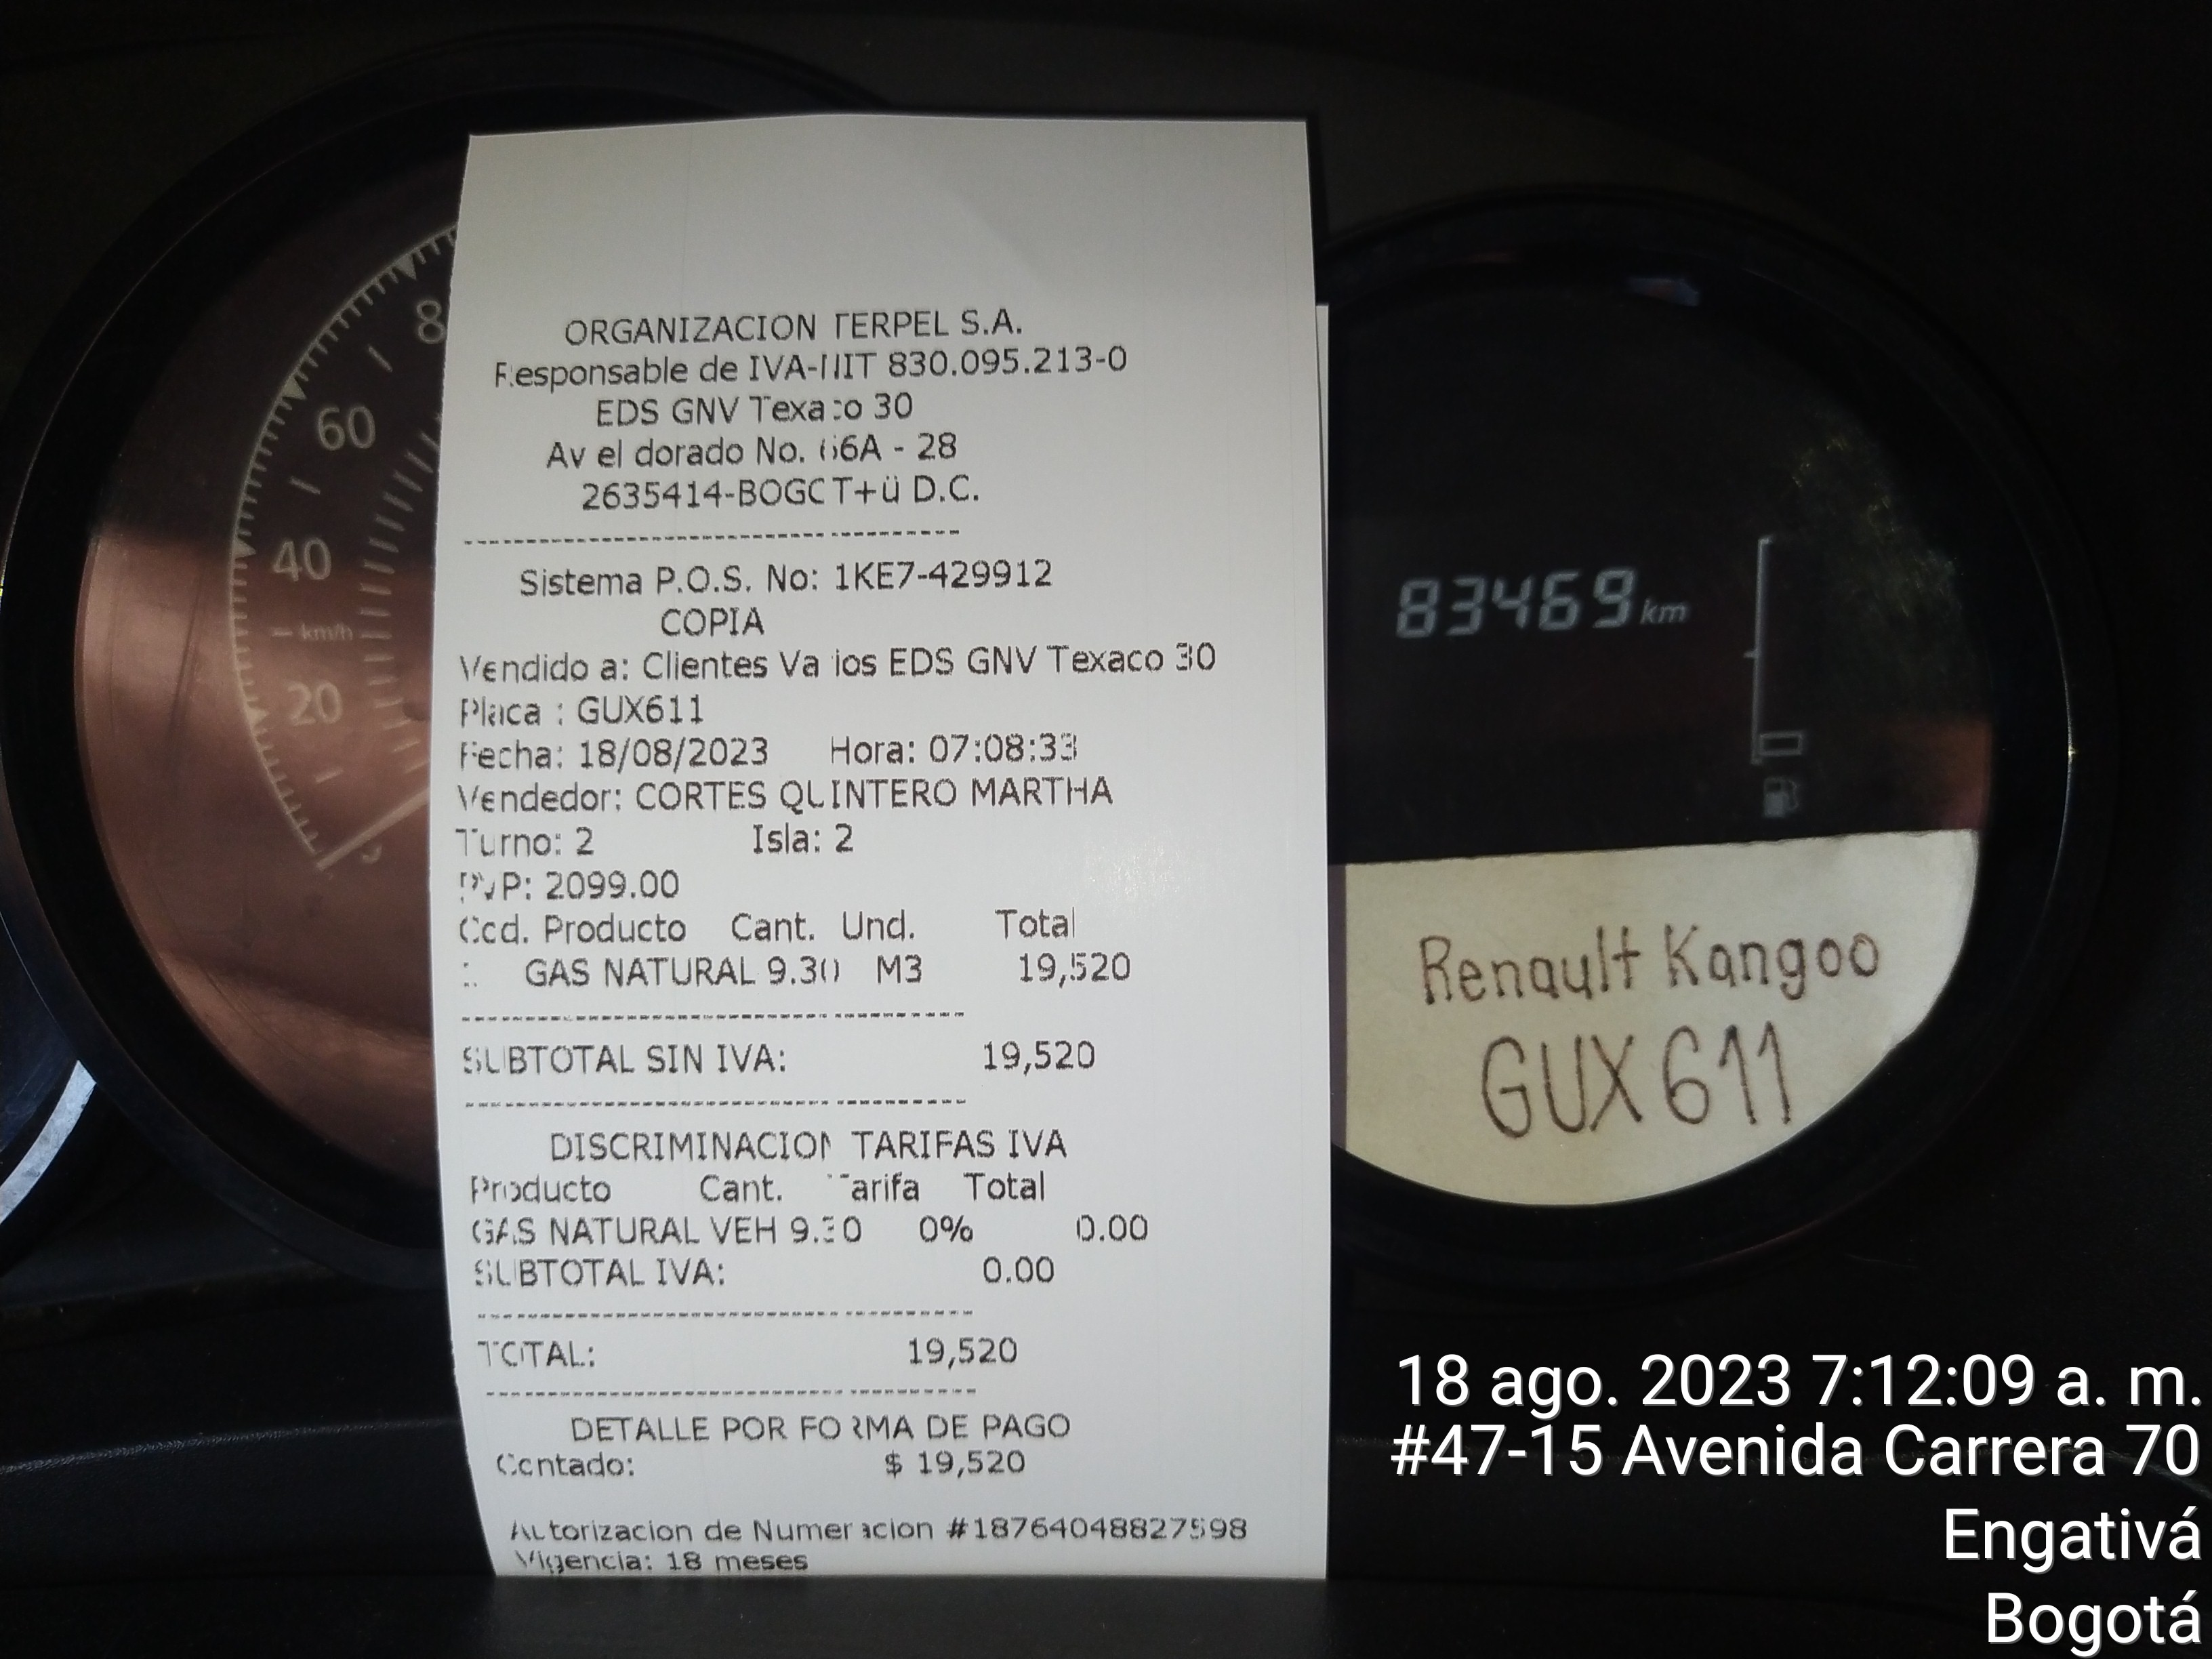 ORGANIZACION TERPEL S.A.
Responsable de IVA-NIT 830.095.213-0
EDS GNV Texaco 30
Av el dorado No. 66A - 28
2635414-BOGOT+ü D.C.
Sistema P.O.S. No: 1KE7-429912
COPIA
Vendido a: Clientes Varios EDS GNV Texaco 30
Placa : GUX611
Fecha: 18/08/2023 Hora: 07:08:33
Vendedor: CORTES QUINTERO MARTHA
Turno: 2 Isla: 2
PVP: 2099.00
Cod. Producto Cant. Und. Total
GAS NATURAL 9.30 M3 19,520
SUBTOTAL SIN IVA: 19,520
DISCRIMINACION TARIFAS IVA
Producto Cant. Tarifa Total
GAS NATURAL VEH 9.30 0% 0.00
SUBTOTAL IVA: 0.00
TOTAL: 19,520
DETALLE POR FORMA DE PAGO
Contado: $ 19,520
Autorizacion de Numeracion #18764048827598
Vigencia: 18 meses
60
40
km/h
20
83469 km
Renault Kangoo
GUX611
18 ago. 2023 7:12:09 a. m.
#47-15 Avenida Carrera 70
Engativá
Bogotá